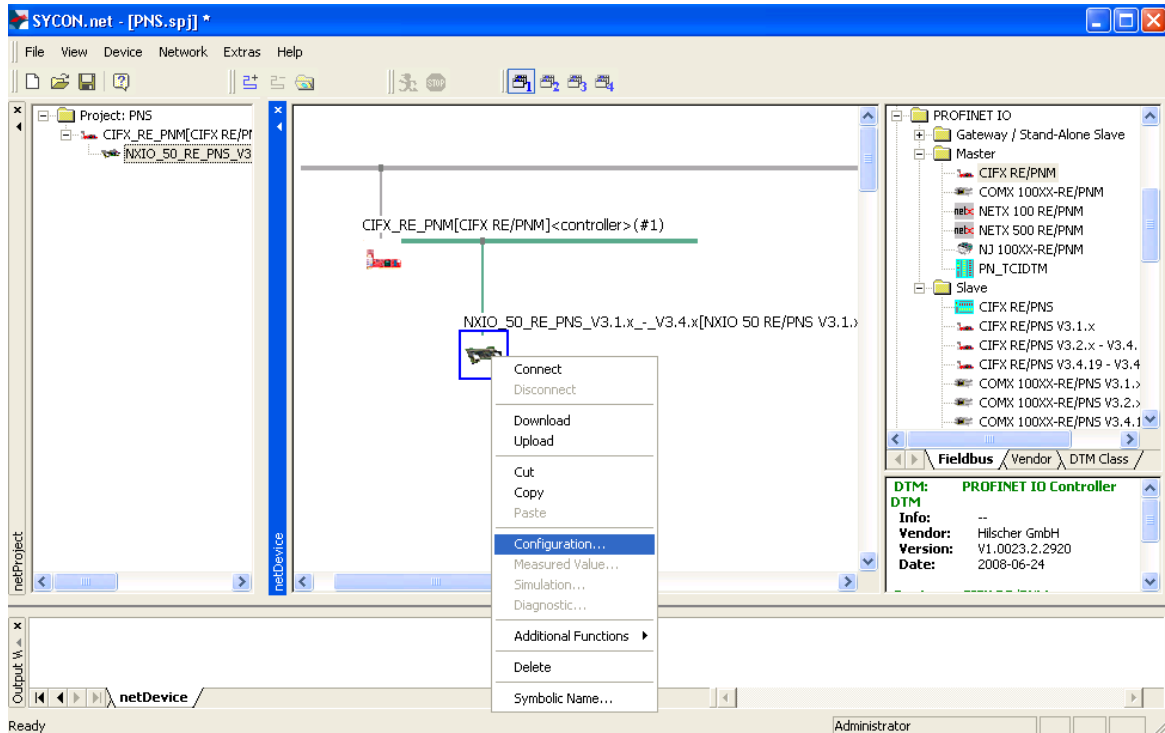 SYCON.net - [PNS.spj] *
File View Device Network Extras Help
Project: PNS
CIFX_RE_PNM[CIFX RE/PN
NXIO_50_RE_PNS_V3
netProject
netDevice
CIFX_RE_PNM[CIFX RE/PNM]<controller>(#1)
NXIO_50_RE_PNS_V3.1.x_-_V3.4.x[NXIO 50 RE/PNS V3.1.x
Connect
Disconnect
Download
Upload
Cut
Copy
Paste
Configuration...
Measured Value...
Simulation...
Diagnostic...
Additional Functions
Delete
Symbolic Name...
PROFINET IO
Gateway / Stand-Alone Slave
Master
CIFX RE/PNM
COMX 100XX-RE/PNM
NETX 100 RE/PNM
NETX 500 RE/PNM
NJ 100XX-RE/PNM
PN_TCIDTM
Slave
CIFX RE/PNS
CIFX RE/PNS V3.1.x
CIFX RE/PNS V3.2.x - V3.4.
CIFX RE/PNS V3.4.19 - V3.4
COMX 100XX-RE/PNS V3.1.x
COMX 100XX-RE/PNS V3.2.x
COMX 100XX-RE/PNS V3.4.1
Fieldbus Vendor DTM Class
DTM: PROFINET IO Controller
DTM
Info: --
Vendor: Hilscher GmbH
Version: V1.0023.2.2920
Date: 2008-06-24
Output W
netDevice
Ready
Administrator